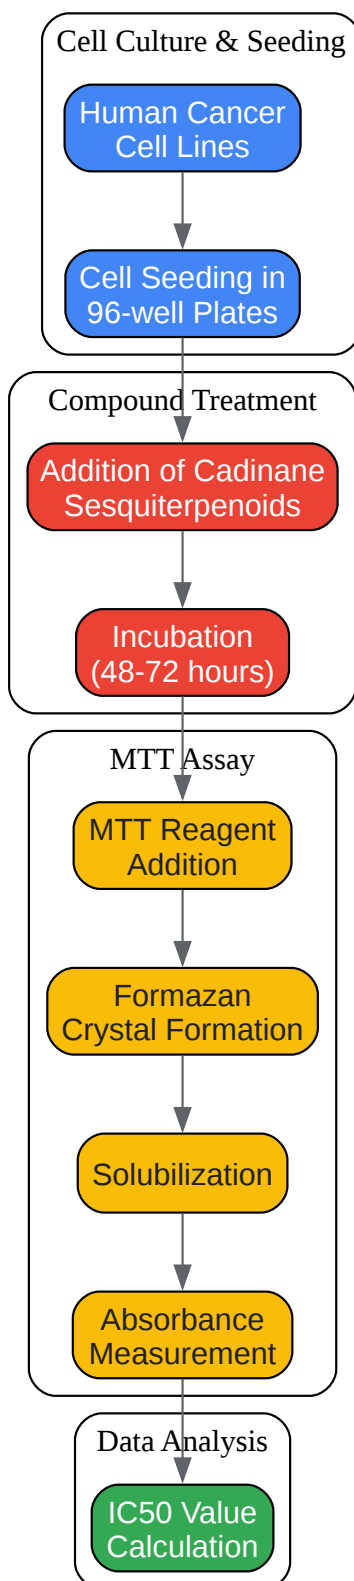 Cell Culture & Seeding
Human Cancer
Cell Lines
Cell Seeding in
96-well Plates
Compound Treatment
Addition of Cadinane
Sesquiterpenoids
Incubation
(48-72 hours)
MTT Assay
MTT Reagent
Addition
Formazan
Crystal Formation
Solubilization
Absorbance
Measurement
Data Analysis
IC50 Value
Calculation